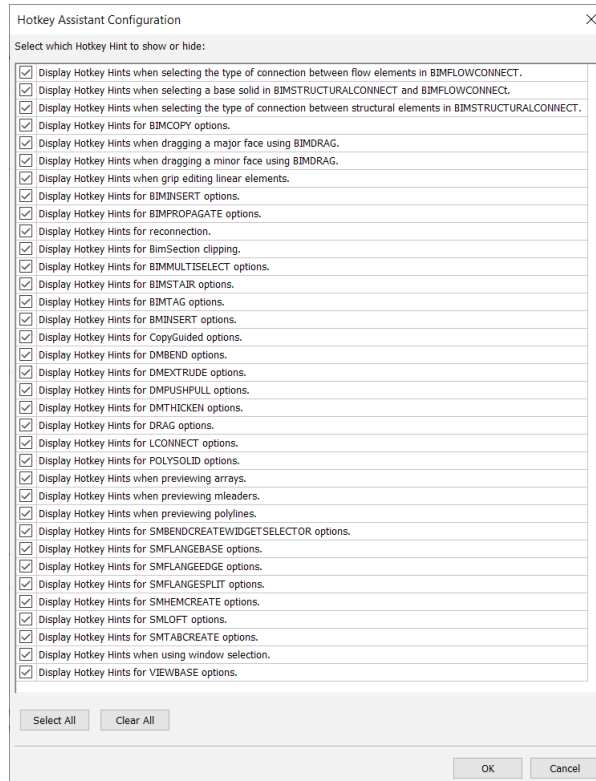 Hotkey Assistant Configuration
Select which Hotkey Hint to show or hide:
Display Hotkey Hints when selecting the type of connection between flow elements in BIMFLOWCONNECT.
Display Hotkey Hints when selecting a base solid in BIMSTRUCTURALCONNECT and BIMFLOWCONNECt.
Display Hotkey Hints when selecting the type of connection between structural elements in BIMSTRUCTURALCONNECT.
Display Hotkey Hints for BIMCOPY options.
Display Hotkey Hints when dragging a major face using BIMDRAG.
Display Hotkey Hints when dragging a minor face using BIMDRAG.
Display Hotkey Hints when grip editing linear elements.
Display Hotkey Hints for BIMINSERT options.
Display Hotkey Hints for BIMPROPAGATE options.
Display Hotkey Hints for reconnection.
Display Hotkey Hints for BimSection clipping.
Display Hotkey Hints for BIMMULTISELECT options.
Display Hotkey Hints for BIMSTAIR options.
Display Hotkey Hints for BIMTAG options.
Display Hotkey Hints for BMINSERT options.
Display Hotkey Hints for CopyGuided options.
Display Hotkey Hints for DMBEND options.
Display Hotkey Hints for DMEXTRUDE options.
Display Hotkey Hints for DMPUSHPULL options.
Display Hotkey Hints for DMTHICKEN options.
Display Hotkey Hints for DRAG options.
Display Hotkey Hints for LCONNECT options.
Display Hotkey Hints for POLYSOLID options.
Display Hotkey Hints when previewing arrays.
Display Hotkey Hints when previewing mleaders.
Display Hotkey Hints when previewing polylines.
Display Hotkey Hints for SMBENDCREATEWIDGETSELECTOR options.
Display Hotkey Hints for SMFLANGEBASE options.
Display Hotkey Hints for SMFLANGEEDGE options.
Display Hotkey Hints for SMFLANGESPLIT options.
Display Hotkey Hints for SMHEMCREATE options.
Display Hotkey Hints for SMLOFT options.
Display Hotkey Hints for SMTABCREATE options.
Display Hotkey Hints when using window selection.
Display Hotkey Hints for VIEWBASE options.
Select All Clear All
OK Cancel